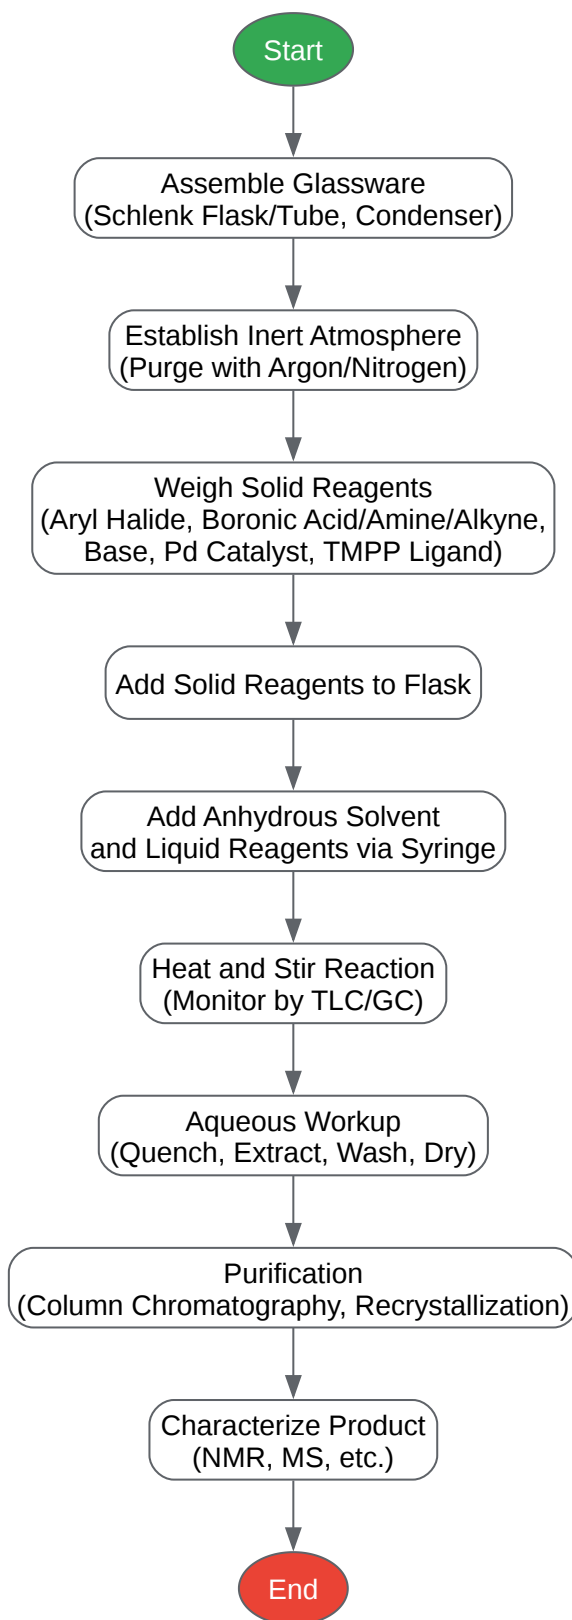 Start
Assemble Glassware
(Schlenk Flask/Tube, Condenser)
Establish Inert Atmosphere
(Purge with Argon/Nitrogen)
Weigh Solid Reagents
(Aryl Halide, Boronic Acid/Amine/Alkyne,
Base, Pd Catalyst, TMPP Ligand)
Add Solid Reagents to Flask
Add Anhydrous Solvent
and Liquid Reagents via Syringe
Heat and Stir Reaction
(Monitor by TLC/GC)
Aqueous Workup
(Quench, Extract, Wash, Dry)
Purification
(Column Chromatography, Recrystallization)
Characterize Product
(NMR, MS, etc.)
End